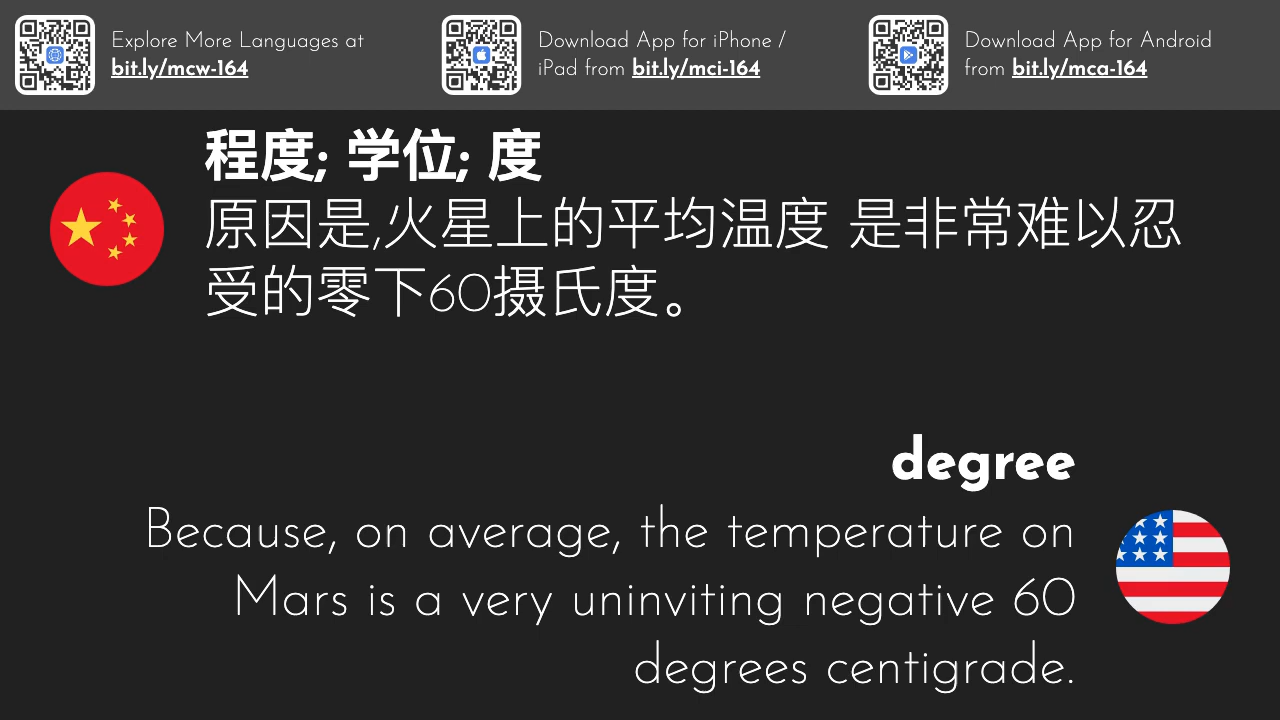 Explore More Languages at
bit.ly/mcw-164
Download App for iPhone /
iPad from bit.ly/mci-164
Download App for Android
from bit.ly/mca-164
程度; 学位; 度
原因是,火星上的平均温度 是非常难以忍
受的零下60摄氏度。
degree
Because, on average, the temperature on
Mars is a very uninviting negative 60
degrees centigrade.